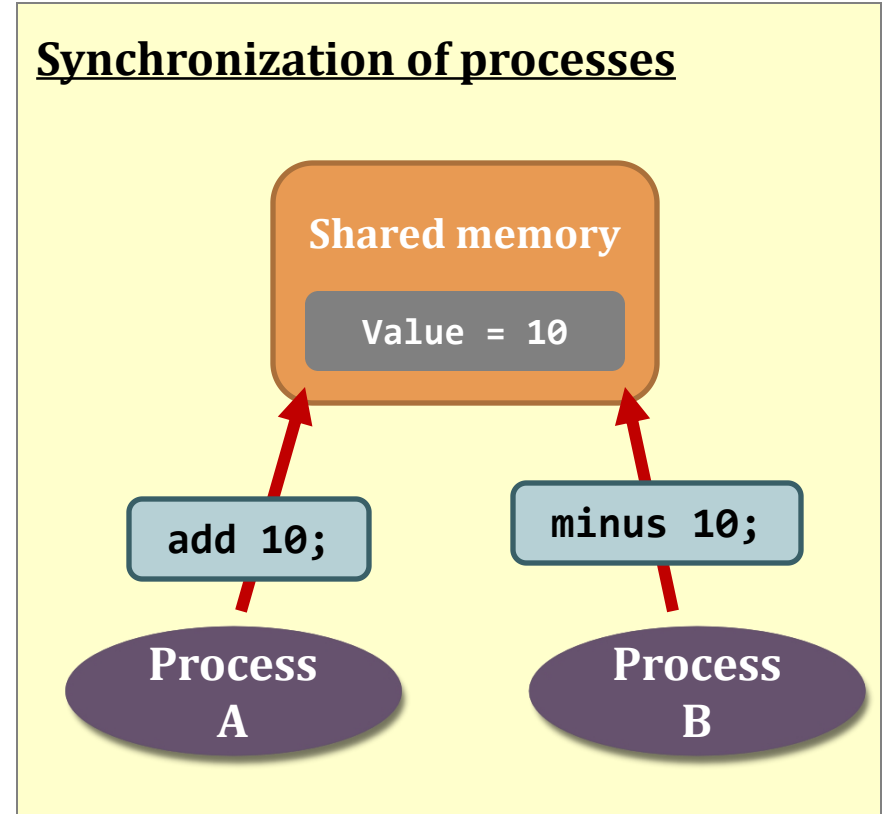 Synchronization of processes
Shared memory
Value = 10
add 10;
minus 10;
Process
A
Process
B